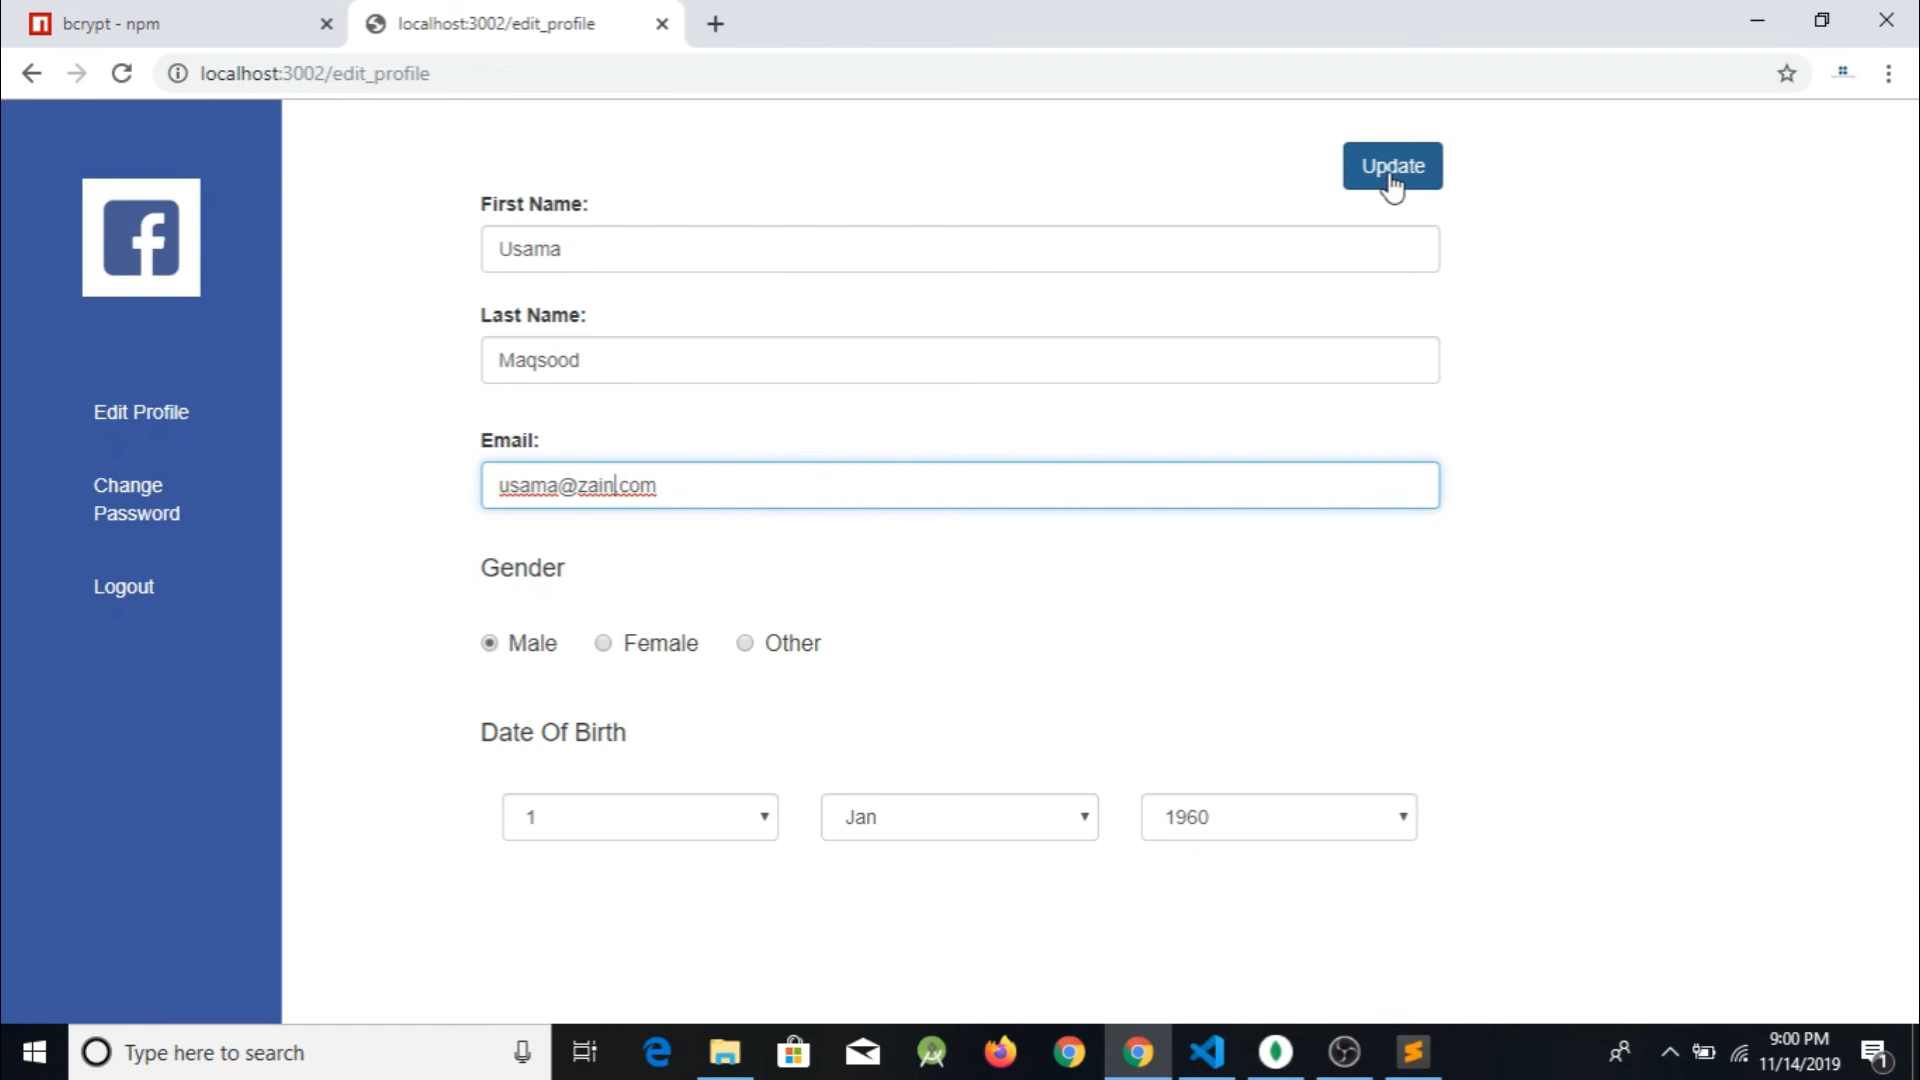 bcrypt - npm
localhost:3002/edit_profile
localhost:3002/edit_profile
Update
First Name:
Usama
Last Name:
Maqsood
Edit Profile
Email:
Change
Password
usama@zain.com
Gender
Logout
Male Female Other
Date Of Birth
1 Jan 1960
Type here to search
9:00 PM
11/14/2019
1